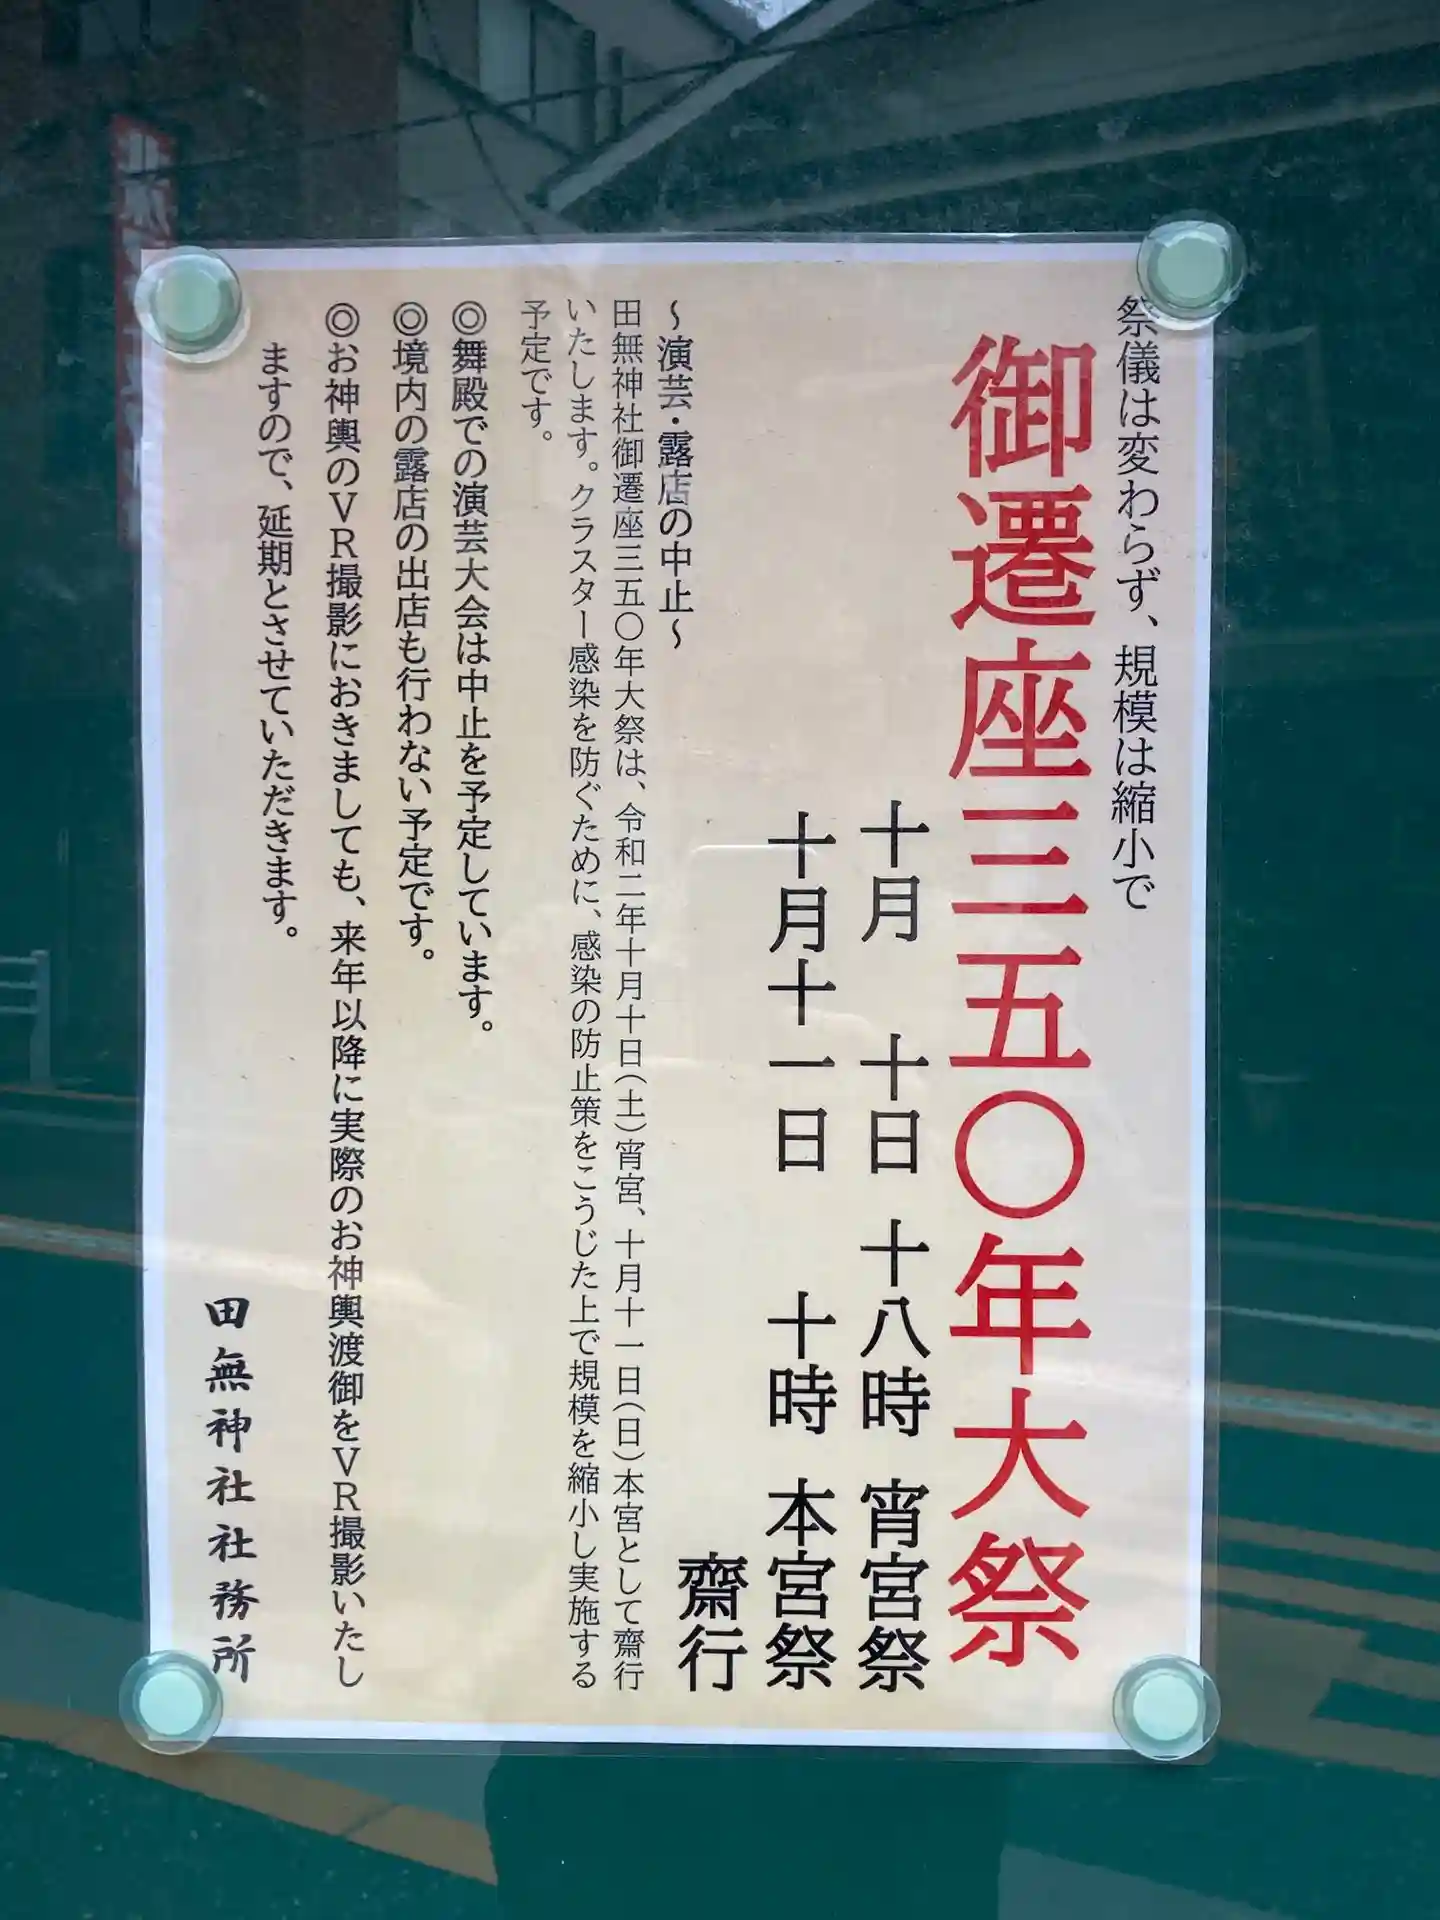 祭儀は変わらず、規模は縮小で
御遷座三五〇年大祭
十月　十日　十八時　宵宮祭
十月十一日　十時　本宮祭
齋行
〜演芸・露店の中止〜
田無神社御遷座三五〇年大祭は、令和二年十月十日(土)宵宮、十月十一日(日)本宮として齋行
いたします。クラスター感染を防ぐために、感染の防止策をこうじた上で規模を縮小し実施する
予定です。
◎舞殿での演芸大会は中止を予定しています。
◎境内の露店の出店も行わない予定です。
◎お神輿のVR撮影におきましても、来年以降に実際のお神輿渡御をVR撮影いたし
ますので、延期とさせていただきます。
田無神社社務所